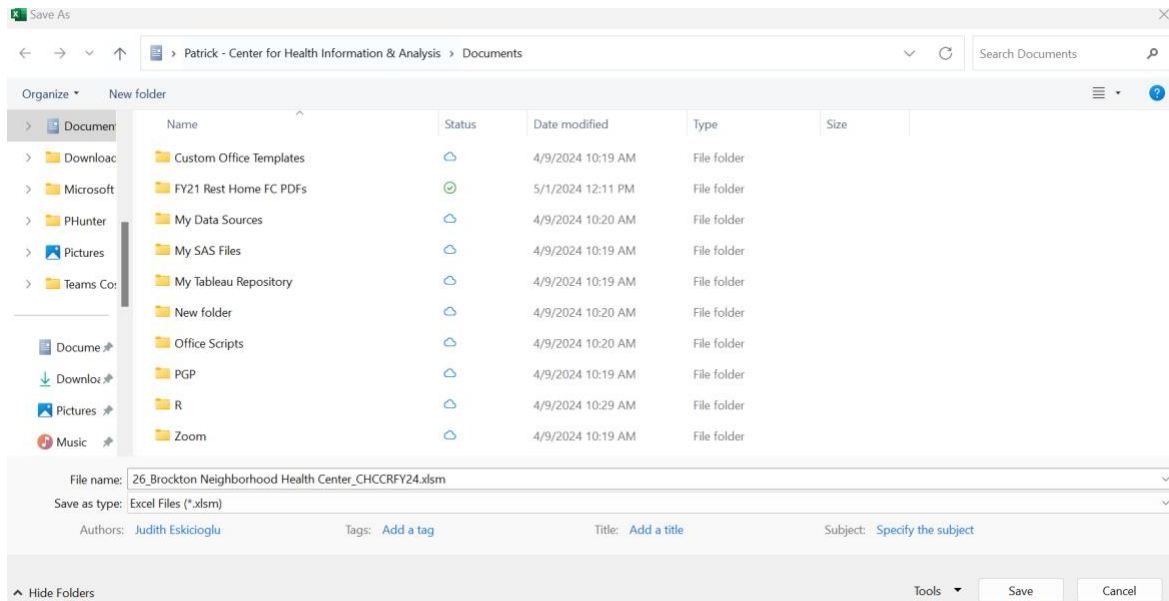 Save As
Patrick - Center for Health Information & Analysis > Documents
Search Documents
Organize
New folder
Name Status Date modified Type Size
Documen
Custom Office Templates 4/9/2024 10:19 AM File folder
Downloac
FY21 Rest Home FC PDFs 5/1/2024 12:11 PM File folder
Microsoft
My Data Sources 4/9/2024 10:20 AM File folder
PHunter
My SAS Files 4/9/2024 10:19 AM File folder
Pictures
My Tableau Repository 4/9/2024 10:19 AM File folder
Teams Co
New folder 4/9/2024 10:20 AM File folder
Office Scripts 4/9/2024 10:20 AM File folder
Docume
PGP 4/9/2024 10:19 AM File folder
Downloa
R 4/9/2024 10:29 AM File folder
Pictures
Zoom 4/9/2024 10:19 AM File folder
Music
File name: 26_Brockton Neighborhood Health Center_CHCCRFY24.xlsm
Save as type: Excel Files (*.xlsm)
Authors: Judith Eskicioglu Tags: Add a tag Title: Add a title Subject: Specify the subject
Hide Folders Tools Save Cancel